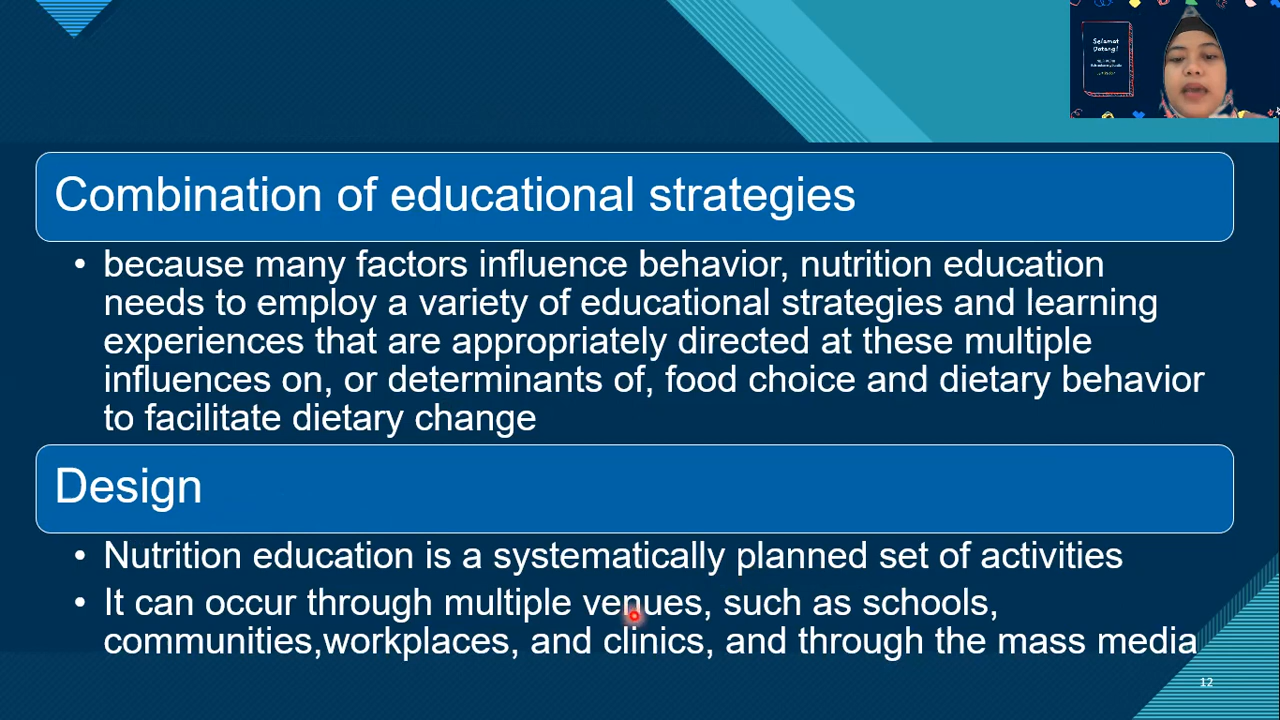 Selamat
Datang!
Combination of educational strategies
• because many factors influence behavior, nutrition education
needs to employ a variety of educational strategies and learning
experiences that are appropriately directed at these multiple
influences on, or determinants of, food choice and dietary behavior
to facilitate dietary change
Design
• Nutrition education is a systematically planned set of activities
• It can occur through multiple venues, such as schools,
communities,workplaces, and clinics, and through the mass media
12